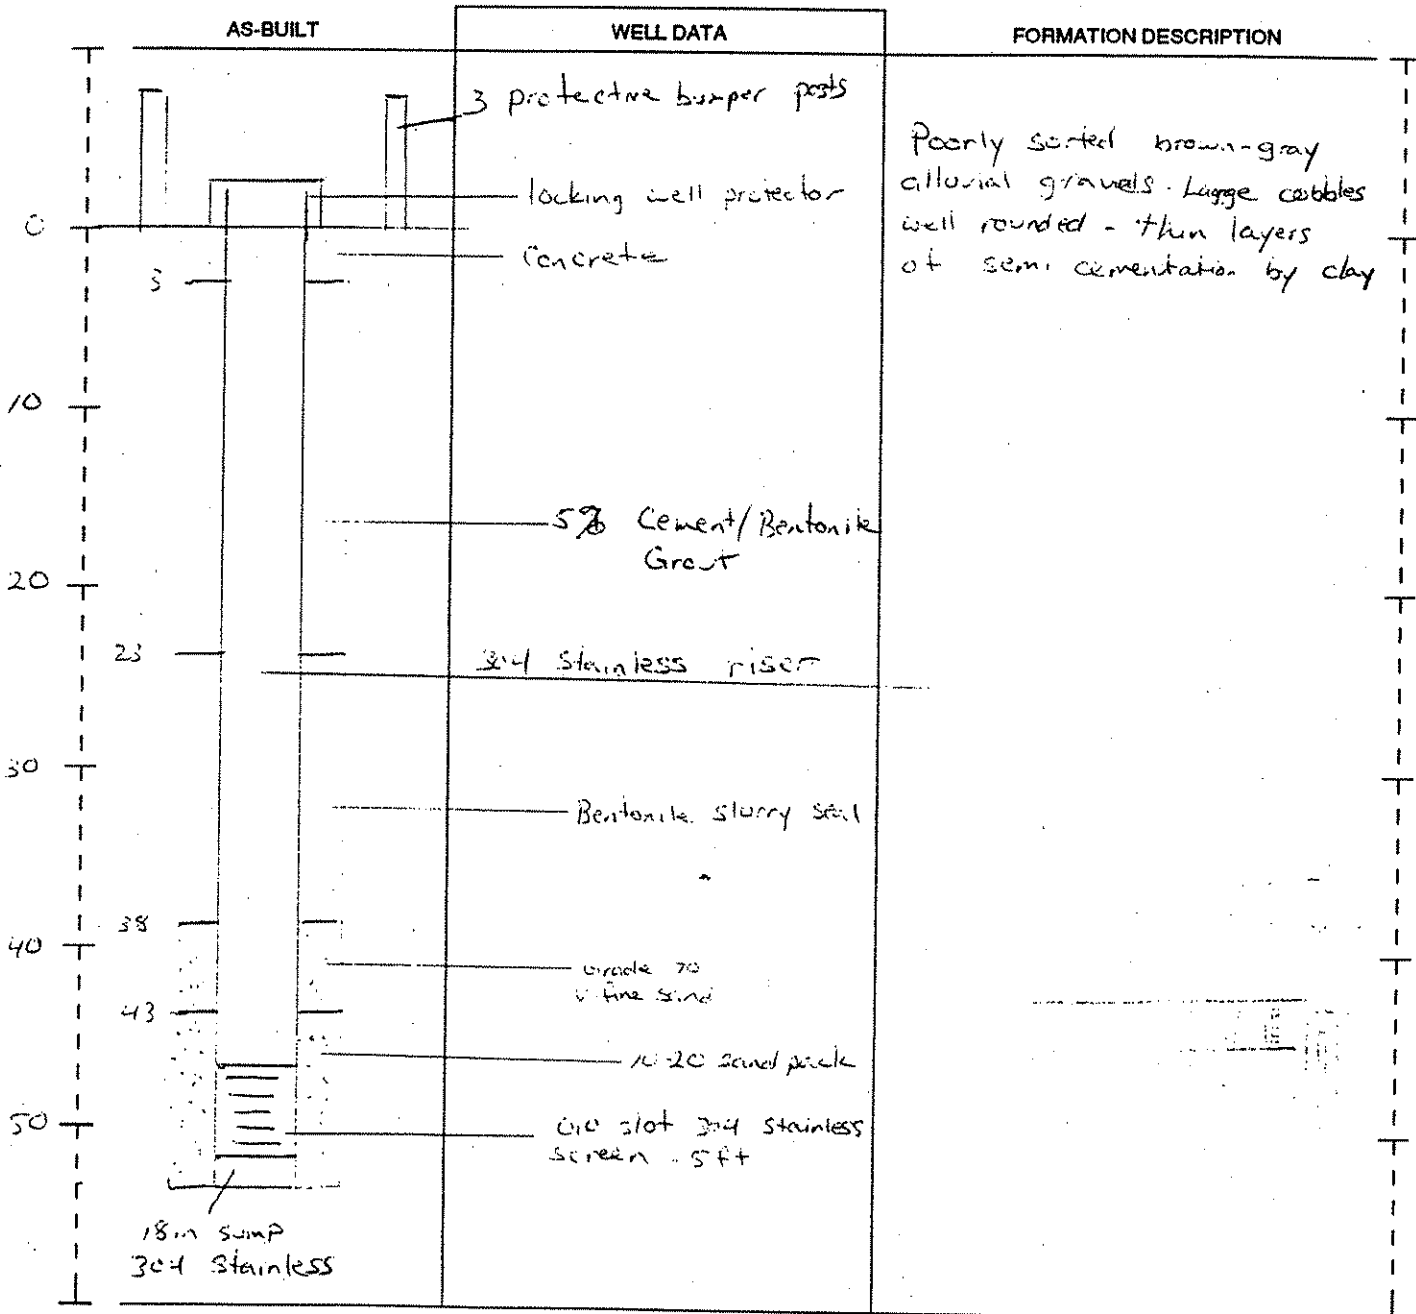 AS-BUILT
WELL DATA
FORMATION DESCRIPTION
3 protective bumper posts
locking well protector
Concrete
Poorly sorted brown-gray
alluvial gravels. Large cobbles
well rounded - thin layers
of semi cementation by clay
0
3
10
5% Cement/Bentonite
Grout
20
23
304 Stainless riser
30
Bentonite slurry seal
38
40
Grade 70
v fine sand
43
10-20 sand pack
50
010 slot 304 Stainless
screen - 5ft
18in sump
304 Stainless